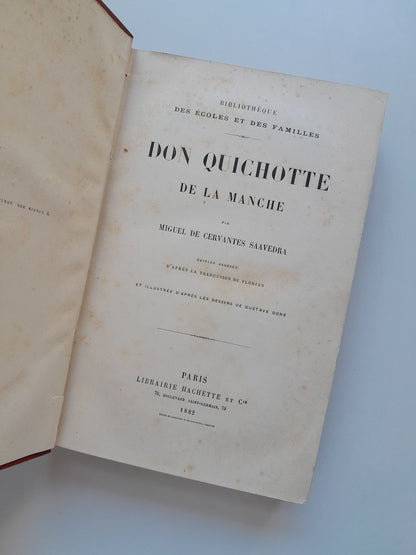 BIBLIOTHÈQUE
DES ÉCOLES ET DES FAMILLES
DON QUICHOTTE
DE LA MANCHE
PAR
MIGUEL DE CERVANTES SAAVEDRA
ÉDITION ABRÉGÉE
D'APRÈS LA TRADUCTION DE FLORIAN
ET ILLUSTRÉE D'APRÈS LES DESSINS DE GUSTAVE DORÉ
PARIS
LIBRAIRIE HACHETTE ET Cie
79, BOULEVARD SAINT-GERMAIN, 79
1882